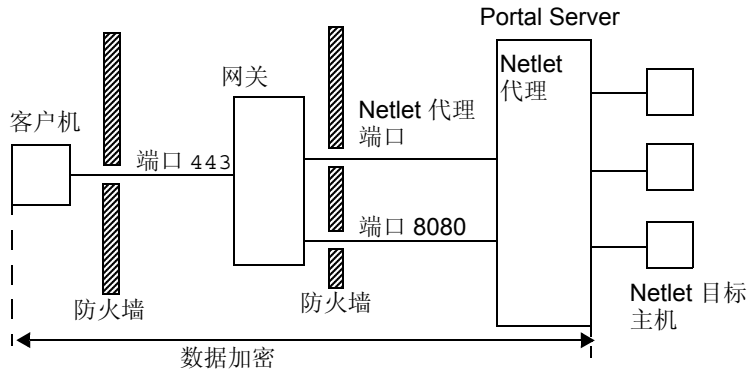 Portal Server
网关
Netlet
代理
客户机
Netlet 代理
端口
端口 443
端口 8080
防火墙
防火墙
Netlet 目标
主机
数据加密